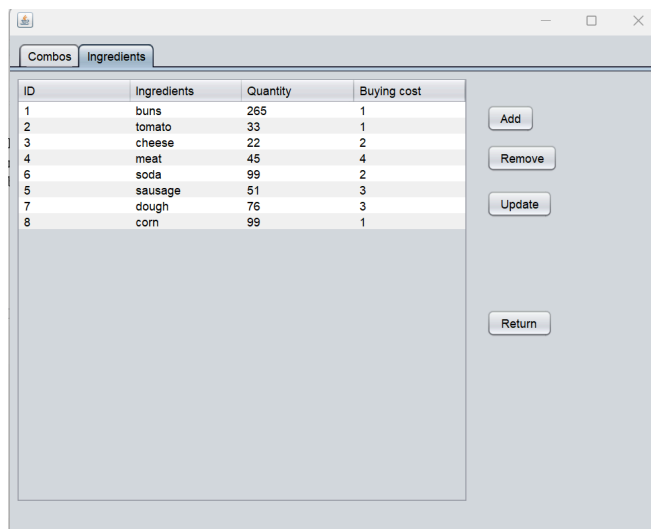 Combos Ingredients
ID Ingredients Quantity Buying cost
1 buns 265 1
2 tomato 33 1
3 cheese 22 2
4 meat 45 4
6 soda 99 2
5 sausage 51 3
7 dough 76 3
8 corn 99 1
Add
Remove
Update
Return